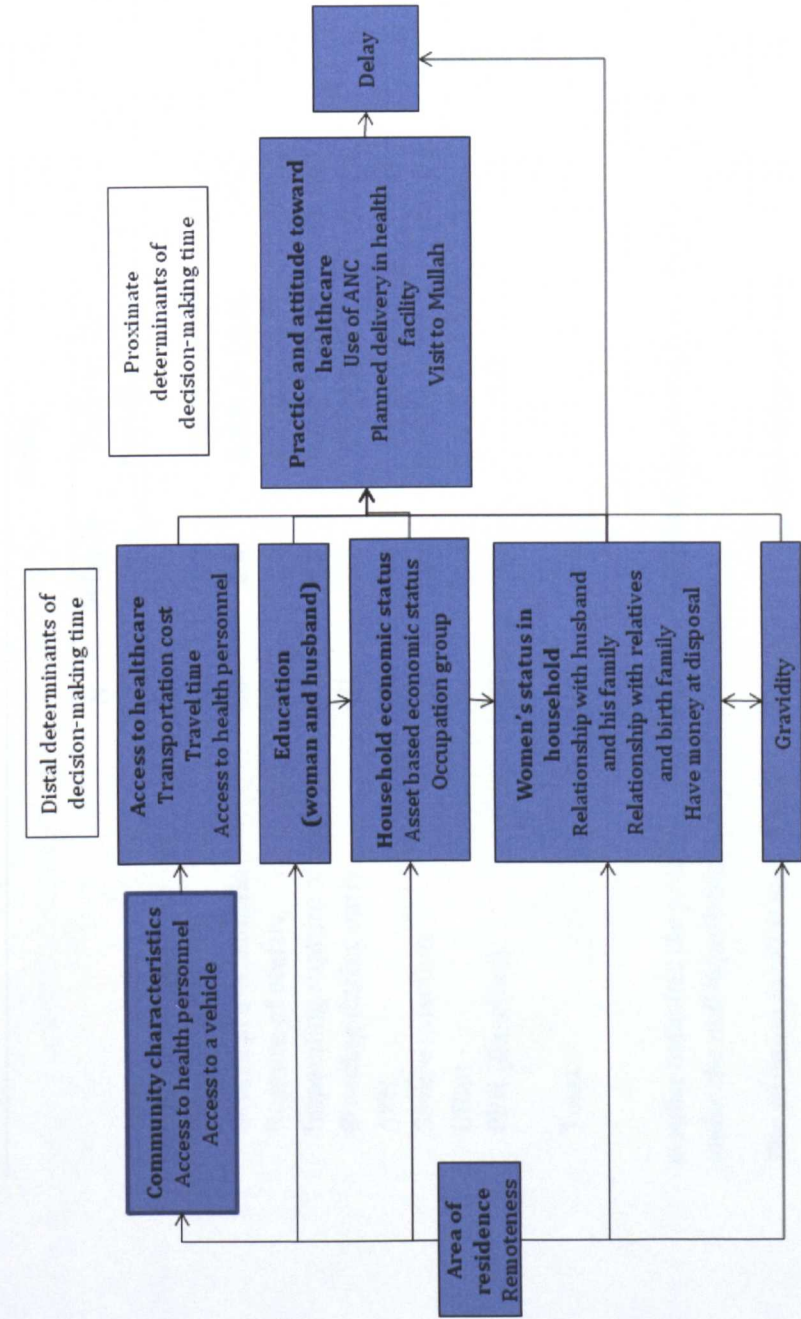 Distal determinants of
decision-making time
Proximate
determinants of
decision-making time
Area of
residence
Remoteness
Community characteristics
Access to health personnel
Access to a vehicle
Access to healthcare
Transportation cost
Travel time
Access to health personnel
Education
(woman and husband)
Household economic status
Asset based economic status
Occupation group
Women's status in
household
Relationship with husband
and his family
Relationship with relatives
and birth family
Have money at disposal
Gravidity
Practice and attitude toward
healthcare
Use of ANC
Planned delivery in health
facility
Visit to Mullah
Delay